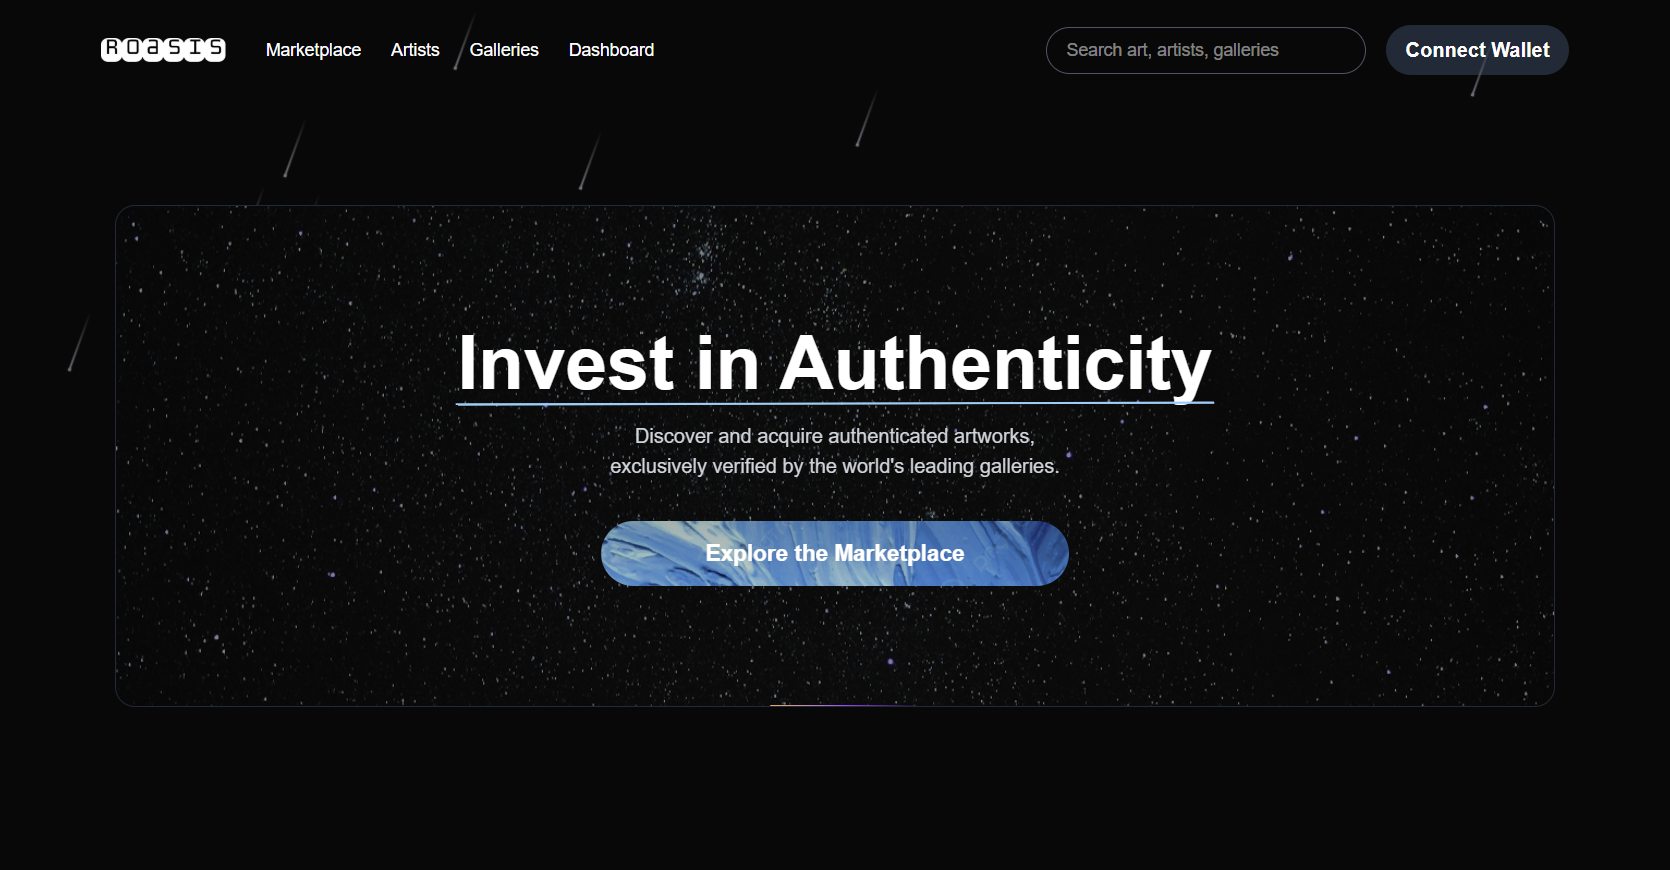 ROaSIS
Marketplace
Artists
Galleries
Dashboard
Search art, artists, galleries
Connect Wallet
Invest in Authenticity
Discover and acquire authenticated artworks,
exclusively verified by the world's leading galleries.
Explore the Marketplace